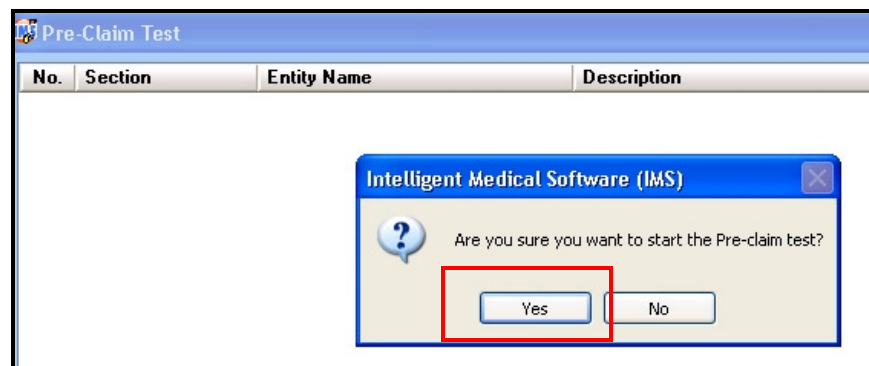 Pre-Claim Test
No. Section Entity Name Description
Intelligent Medical Software (IMS)
Are you sure you want to start the Pre-claim test?
Yes No